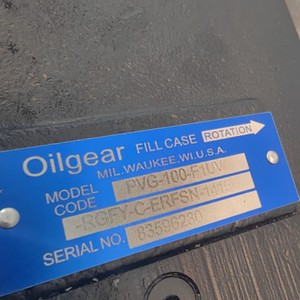 Oilgear FILL CASE ROTATION
MIL.WAUKEE.WI.U.S.A.
MODEL PVG-100-F1UV
CODE -RGFY-C-ERFSN-
SERIAL NO. 83596230